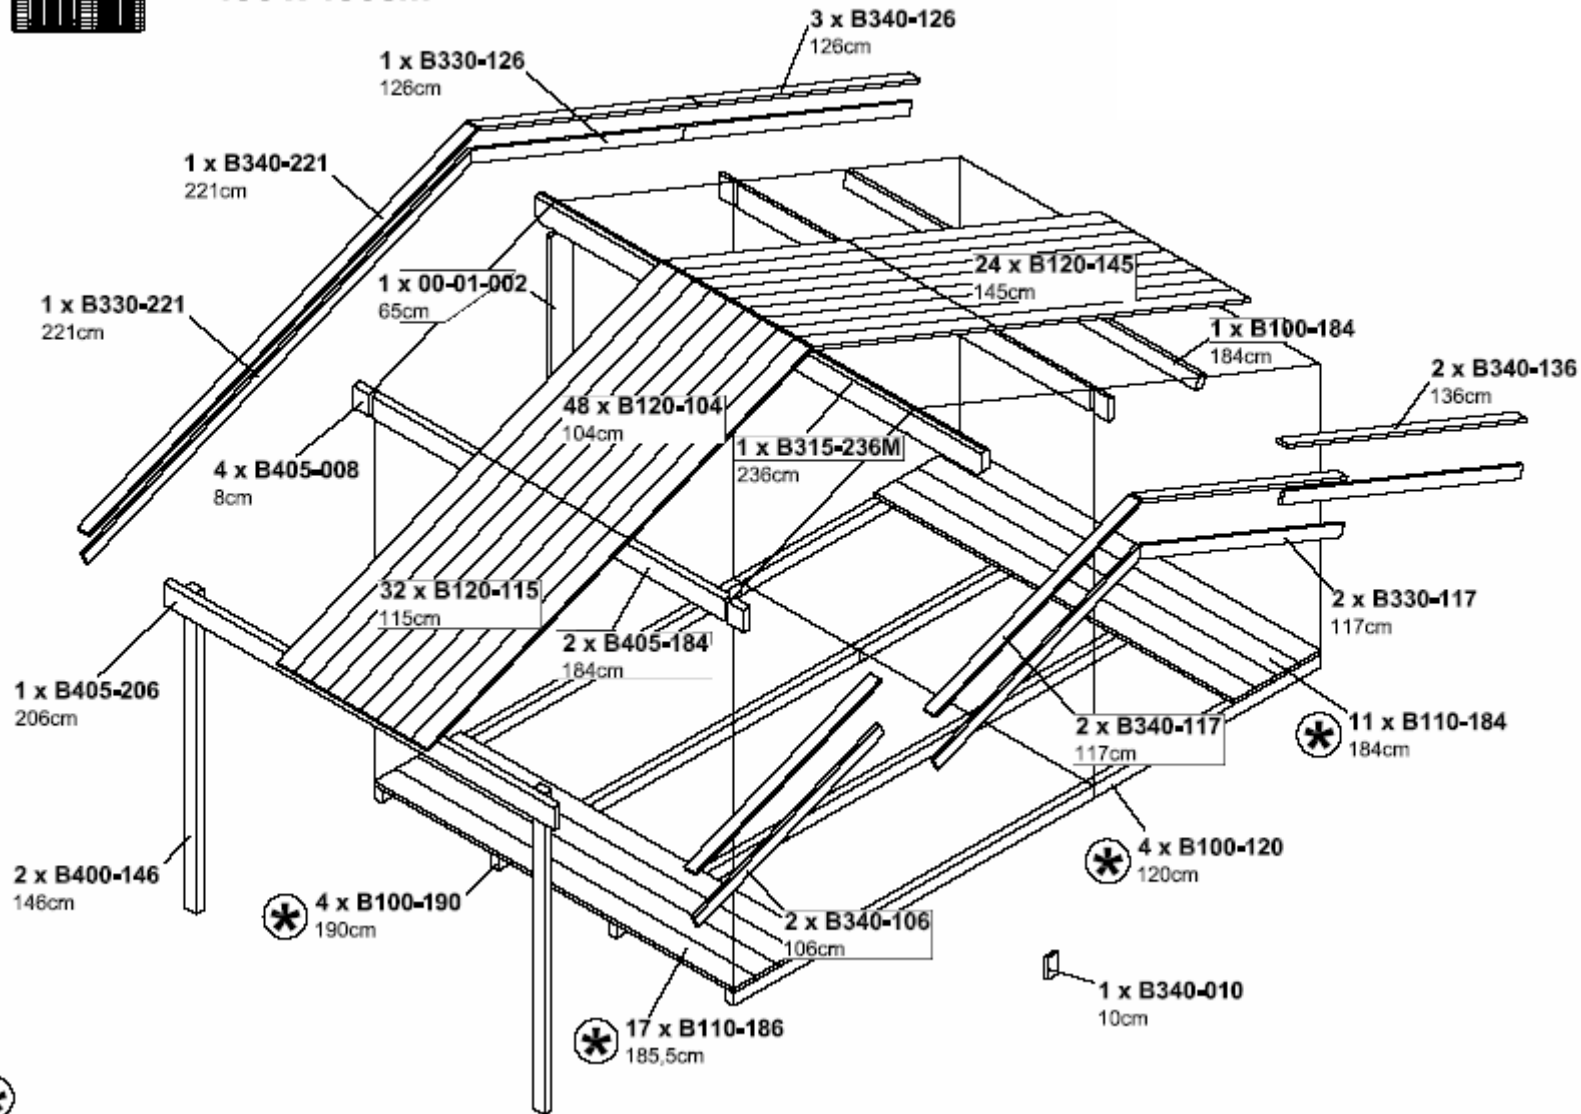 3 x B340-126
126cm
1 x B330-126
126cm
1 x B340-221
221cm
1 x 00-01-002
65cm
24 x B120-145
145cm
1 x B330-221
221cm
1 x B100-184
184cm
2 x B340-136
136cm
48 x B120-104
104cm
1 x B315-236M
236cm
4 x B405-008
8cm
32 x B120-115
115cm
2 x B405-184
184cm
2 x B330-117
117cm
1 x B405-206
206cm
2 x B340-117
117cm
11 x B110-184
184cm
2 x B400-146
146cm
4 x B100-190
190cm
4 x B100-120
120cm
2 x B340-106
106cm
1 x B340-010
10cm
17 x B110-186
185,5cm